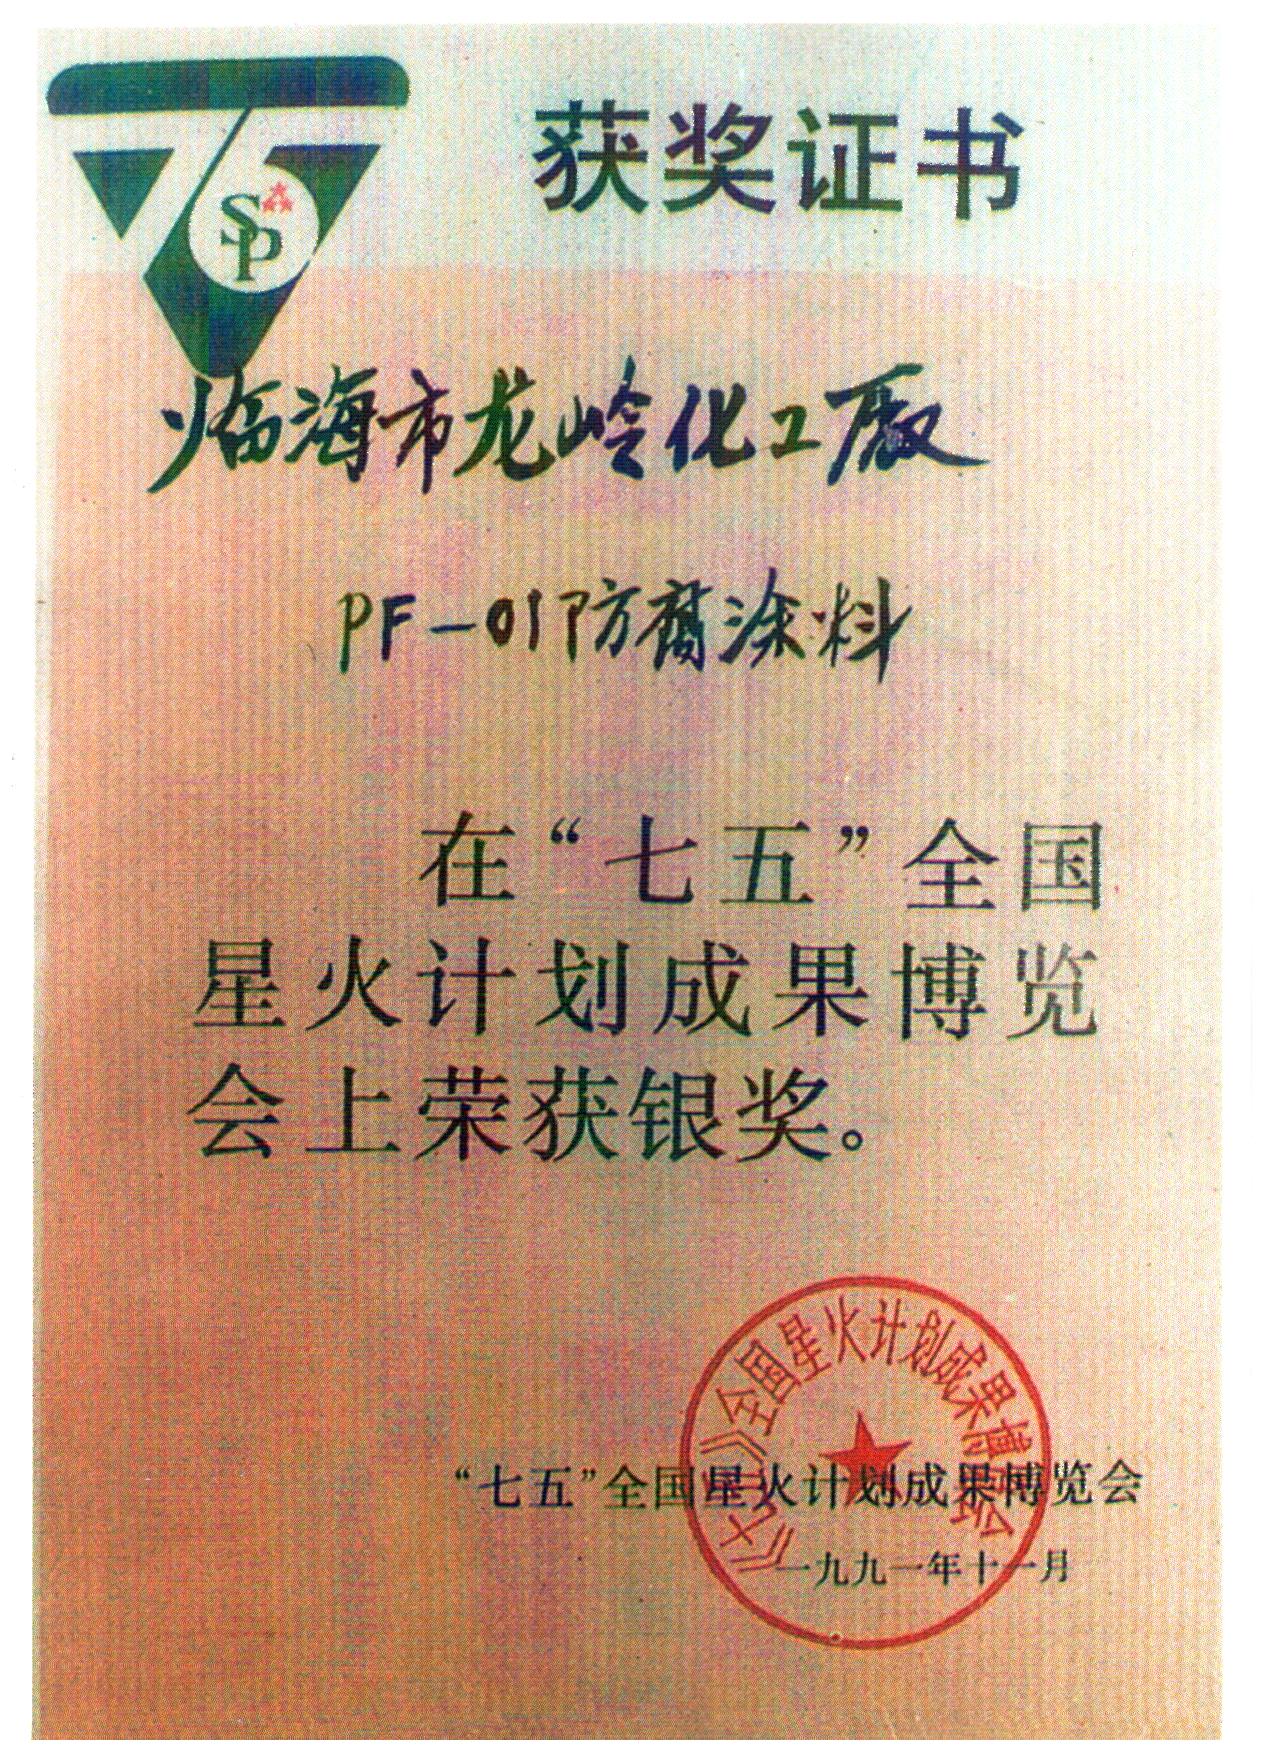 获奖证书
SP
临海市龙岭化工厂
PF-01防腐涂料
在“七五”全国
星火计划成果博览
会上荣获银奖。
《七五》全国星火计划成果博览会
“七五”全国星火计划成果博览会
一九九一年十一月